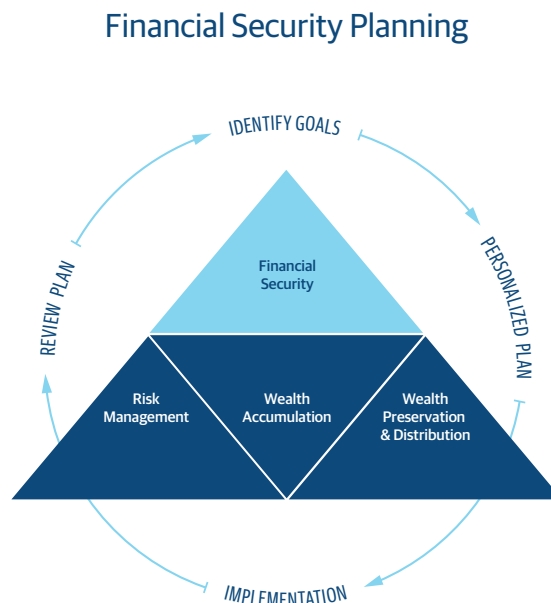 Financial Security Planning
IDENTIFY GOALS
PERSONALIZED PLAN
REVIEW PLAN
Financial
Security
Risk
Management
Wealth
Accumulation
Wealth
Preservation
& Distribution
IMPLEMENTATION